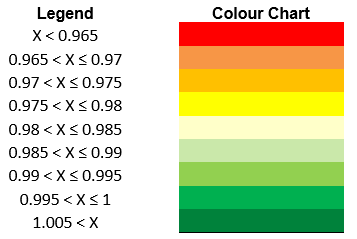 Legend Colour Chart
X < 0.965
0.965 < X ≤ 0.97
0.97 < X ≤ 0.975
0.975 < X ≤ 0.98
0.98 < X ≤ 0.985
0.985 < X ≤ 0.99
0.99 < X ≤ 0.995
0.995 < X ≤ 1
1.005 < X